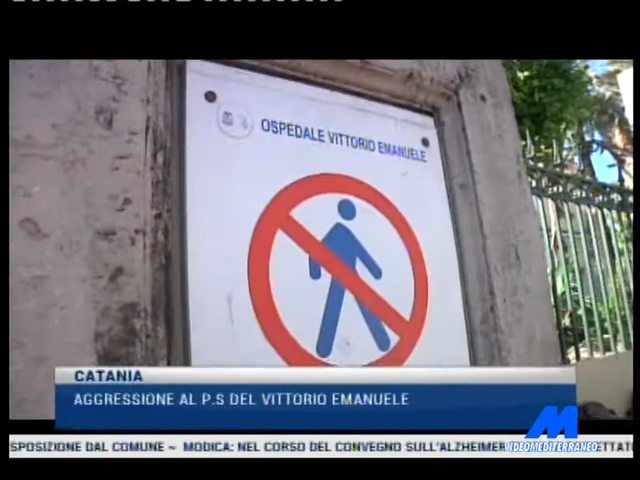 OSPEDALE VITTORIO EMANUELE
CATANIA
AGGRESSIONE AL P.S DEL VITTORIO EMANUELE
SPOSIZIONE DAL COMUNE ~ MODICA: NEL CORSO DEL CONVEGNO SULL'ALZHEIMER
VIDEOMEDITERRANEO